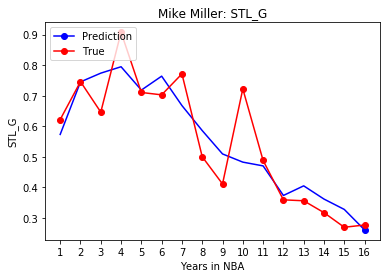 Mike Miller: STL_G
Prediction
True
0.9
0.8
0.7
0.6
0.5
0.4
0.3
STL_G
1 2 3 4 5 6 7 8 9 10 11 12 13 14 15 16
Years in NBA